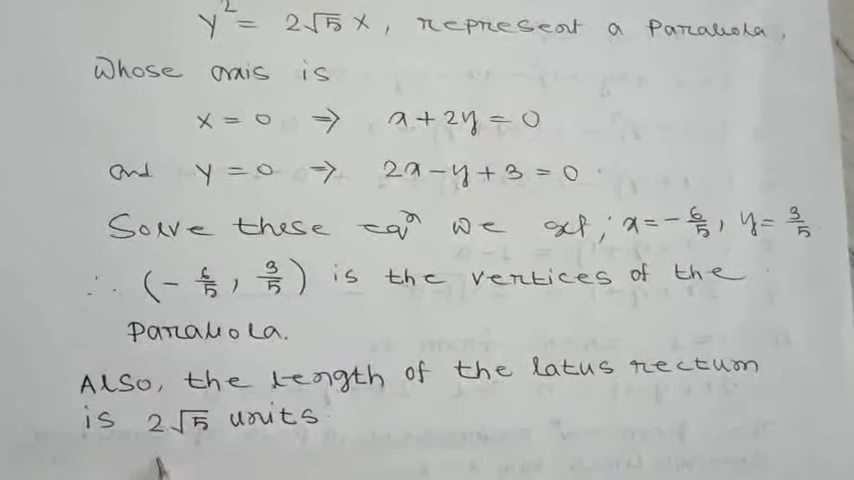 Y² = 2√5 X, represent a Parabola,
Whose axis is
X = 0 ⇒ x + 2y = 0
and Y = 0 ⇒ 2x - y + 3 = 0
Solve these eqⁿ we get, x = -6/5, y = 3/5
∴ (-6/5, 3/5) is the vertices of the
Parabola.
Also, the length of the latus rectum
is 2√5 units